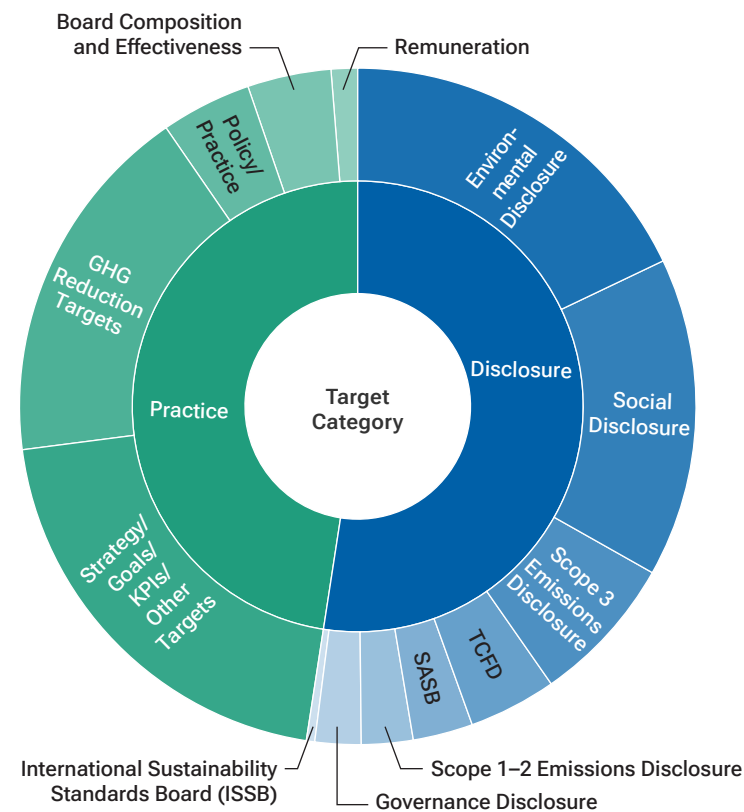 Board Composition
and Effectiveness
Remuneration
Policy/
Practice
Environ-
mental
Disclosure
GHG
Reduction
Targets
Disclosure
Target
Category
Practice
Social
Disclosure
Strategy/
Goals/
KPIs/
Other
Targets
Scope 3
Emissions
Disclosure
TCFD
SASB
International Sustainability
Standards Board (ISSB)
Scope 1–2 Emissions Disclosure
Governance Disclosure